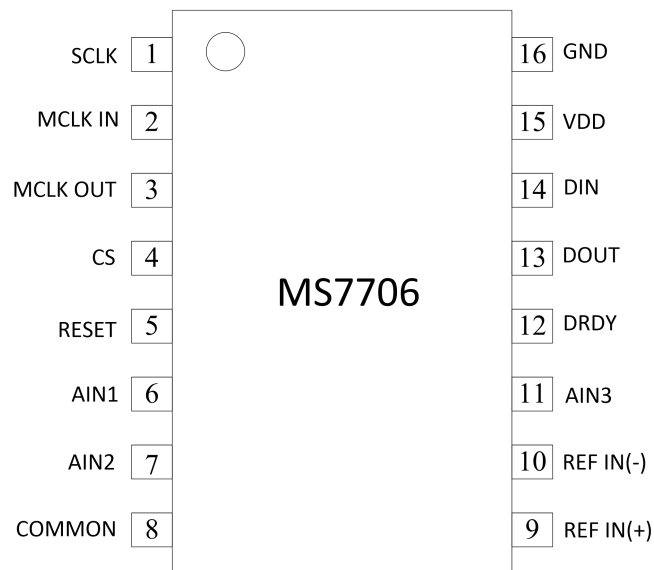 SCLK 1 16 GND
MCLK IN 2 15 VDD
MCLK OUT 3 14 DIN
CS 4 13 DOUT
MS7706
RESET 5 12 DRDY
AIN1 6 11 AIN3
AIN2 7 10 REF IN(-)
COMMON 8 9 REF IN(+)